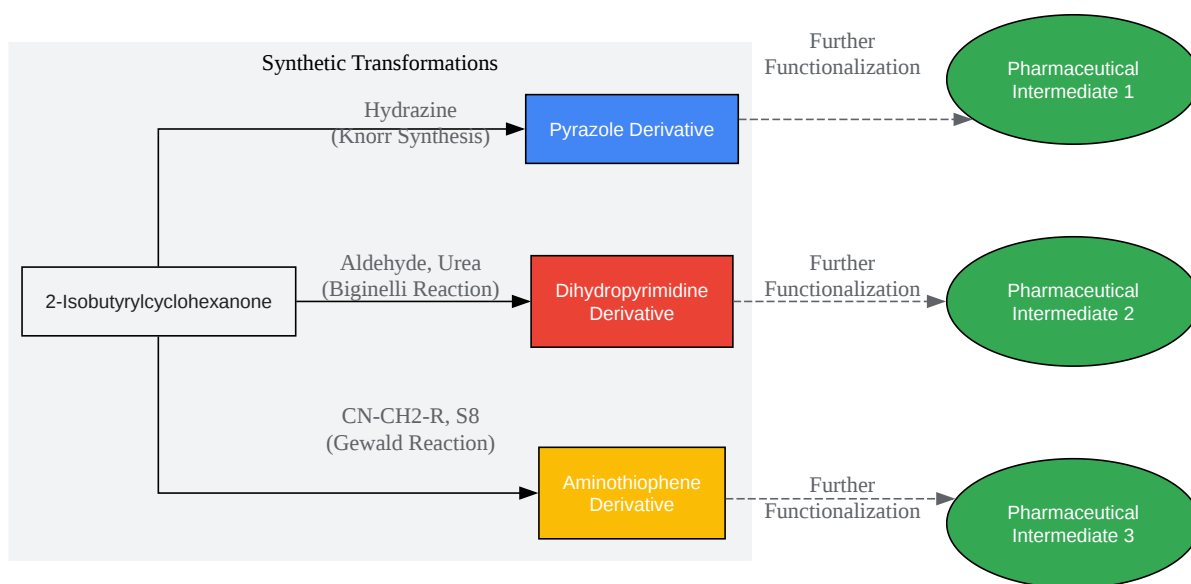 Synthetic Transformations
Hydrazine
(Knorr Synthesis)
Pyrazole Derivative
Further
Functionalization
Pharmaceutical
Intermediate 1
2-Isobutyrylcyclohexanone
Aldehyde, Urea
(Biginelli Reaction)
Dihydropyrimidine
Derivative
Further
Functionalization
Pharmaceutical
Intermediate 2
CN-CH2-R, S8
(Gewald Reaction)
Aminothiophene
Derivative
Further
Functionalization
Pharmaceutical
Intermediate 3